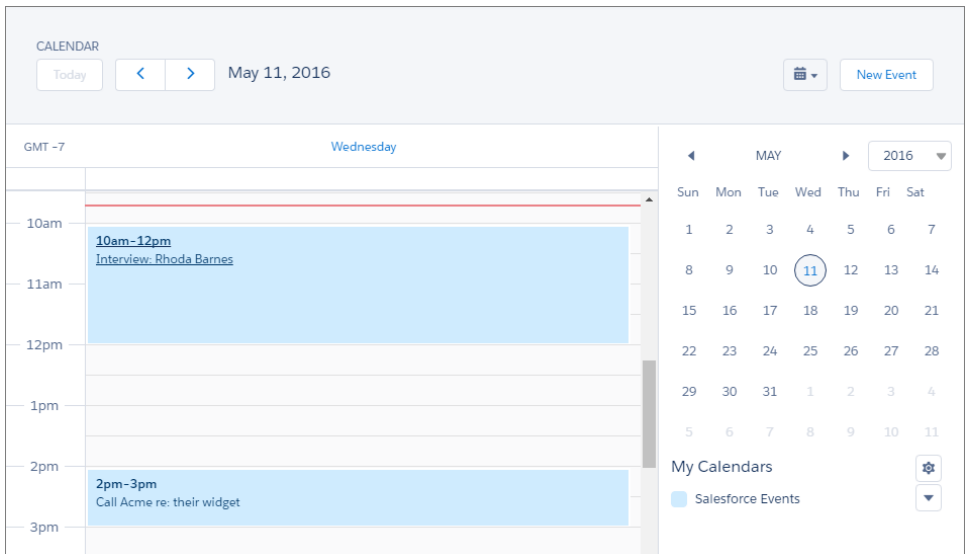 CALENDAR
Today
May 11, 2016
New Event
GMT -7
Wednesday
10am
10am–12pm
Interview: Rhoda Barnes
11am
12pm
1pm
2pm
2pm–3pm
Call Acme re: their widget
3pm
MAY
2016
Sun Mon Tue Wed Thu Fri Sat
1 2 3 4 5 6 7
8 9 10 11 12 13 14
15 16 17 18 19 20 21
22 23 24 25 26 27 28
29 30 31 1 2 3 4
5 6 7 8 9 10 11
My Calendars
Salesforce Events